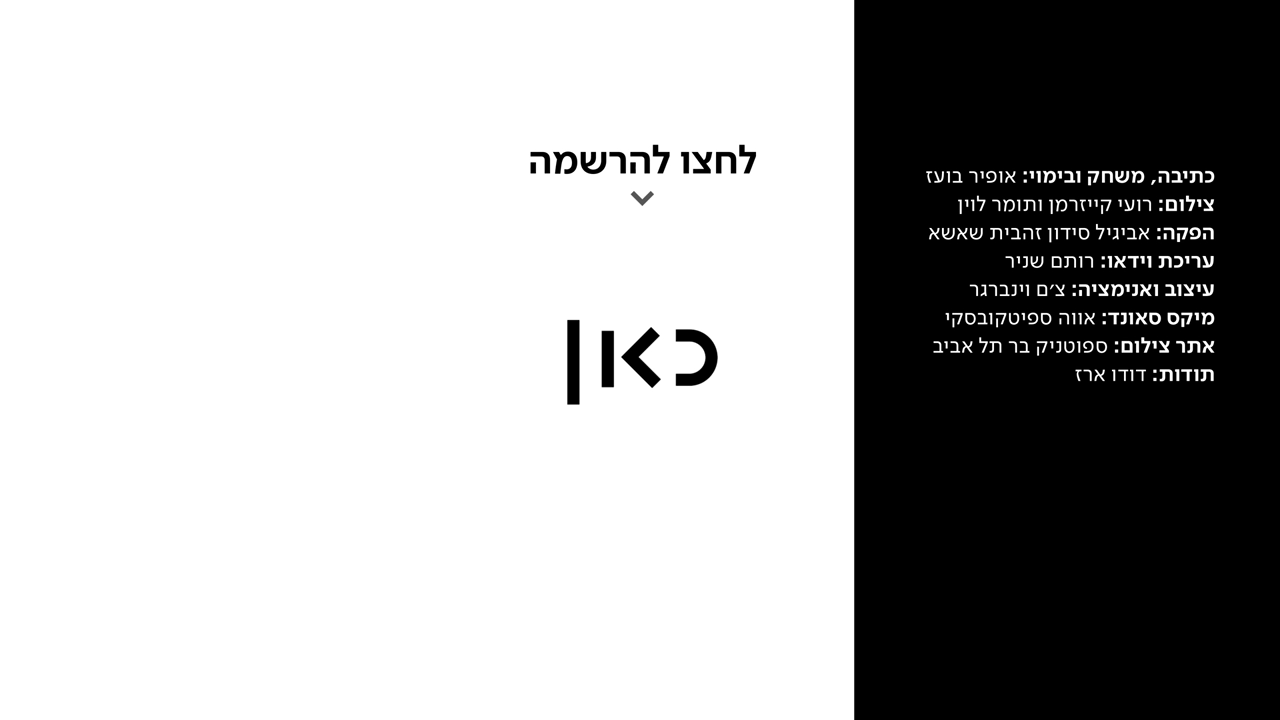 כתיבה, משחק ובימוי: אופיר בועז
צילום: רועי קייזרמן ותומר לוין
הפקה: אביגיל סידון זהבית שאשא
עריכת וידאו: רותם שניר
עיצוב ואנימציה: צ׳ם וינברגר
מיקס סאונד: אווה ספיטקובסקי
אתר צילום: ספוטניק בר תל אביב
תודות: דודו ארז
לחצו להרשמה
כאן